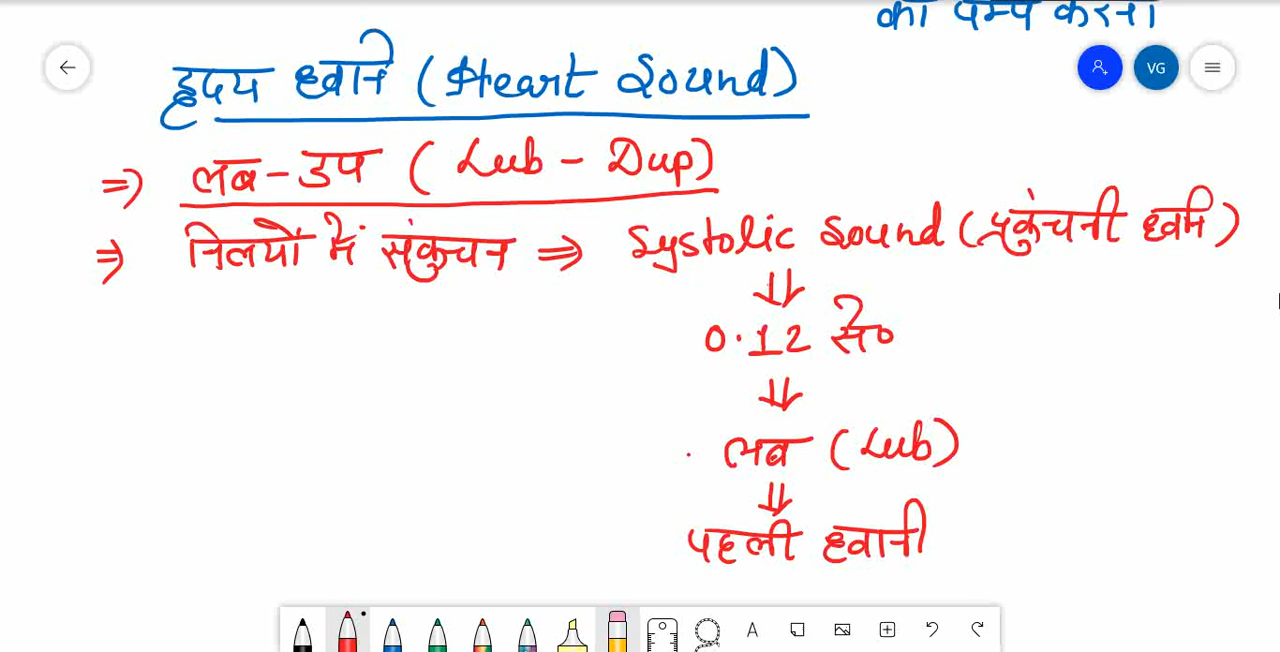 को पम्प करना
VG
हृदय ध्वनि (Heart Sound)
⇒ लब-डप (Lub - Dup)
⇒ निलयों में संकुचन ⇒ Systolic Sound (प्रकुंचनी ध्वनि)
⇓
0.12 से०
⇓
लब (Lub)
⇓
पहली ध्वानी
A